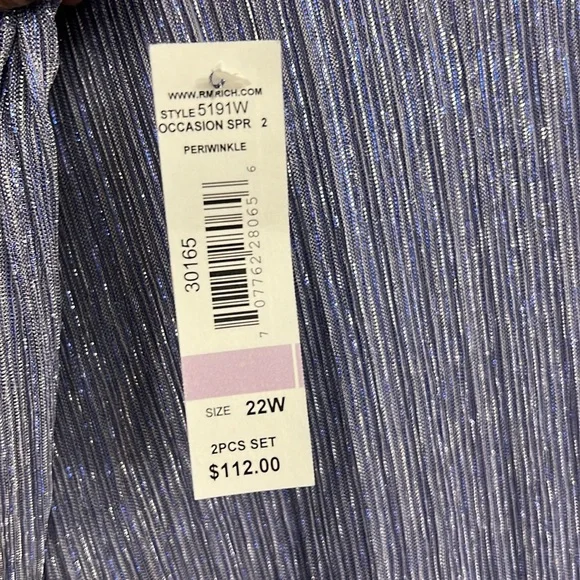 WWW.RMRICH.COM
STYLE 5191W
OCCASION SPR 2
PERIWINKLE
30165
7 07762 28065 6
SIZE 22W
2PCS SET
$112.00